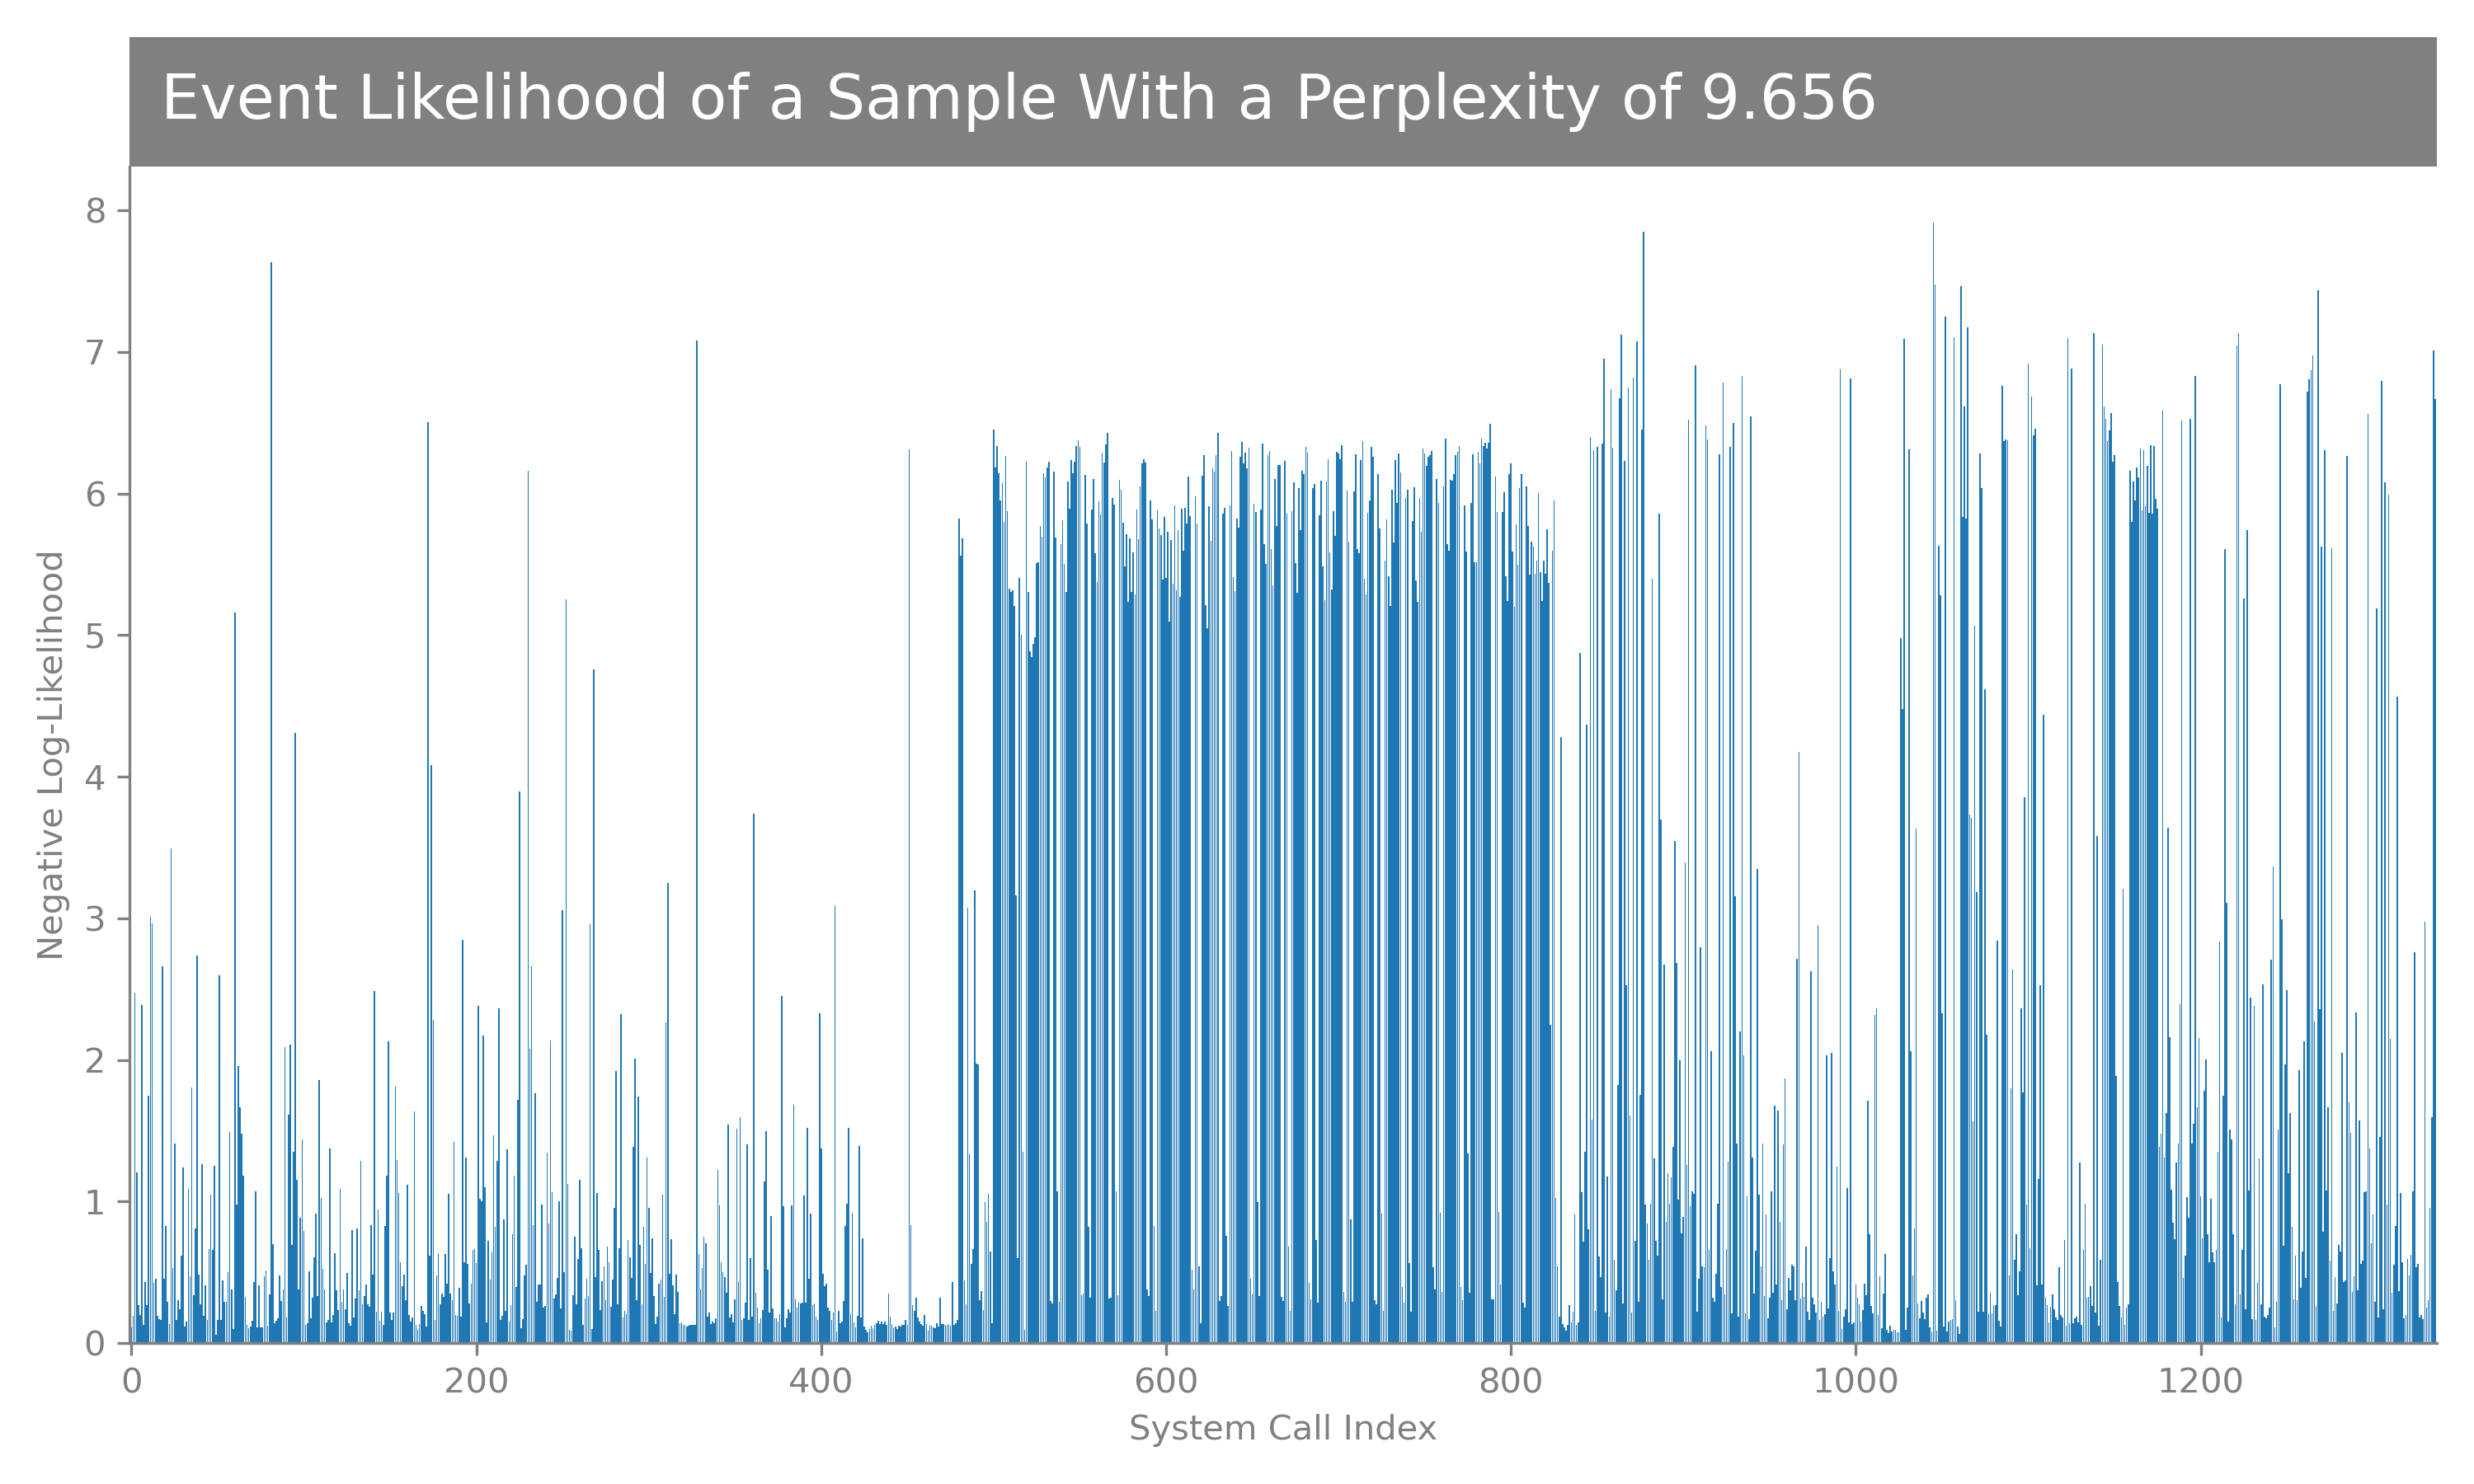 Event Likelihood of a Sample With a Perplexity of 9.656
8
7
6
5
4
3
2
1
0
Negative Log-Likelihood
0 200 400 600 800 1000 1200
System Call Index